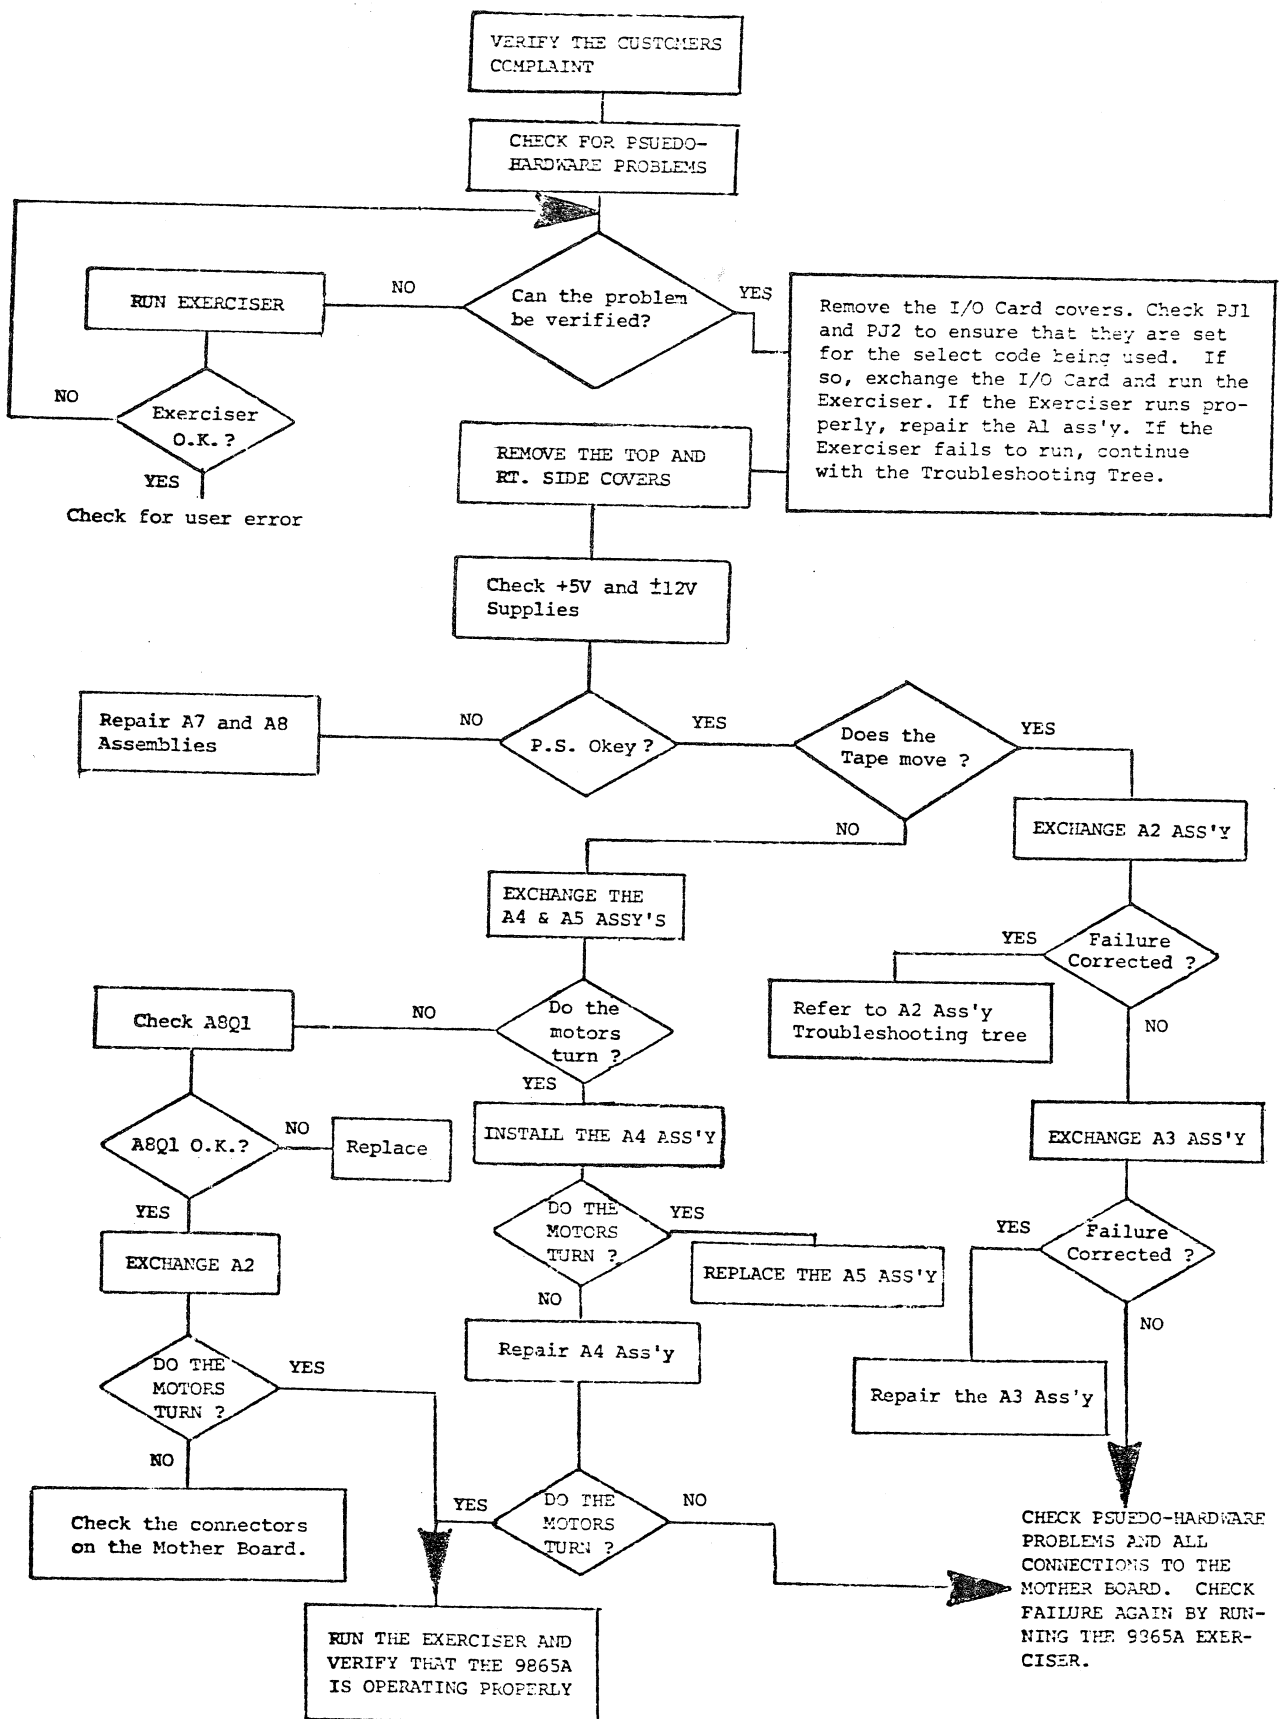 VERIFY THE CUSTOMERS
COMPLAINT
CHECK FOR PSUEDO-
HARDWARE PROBLEMS
Can the problem
be verified?
NO
YES
RUN EXERCISER
Exerciser
O.K.?
NO
YES
Check for user error
Remove the I/O Card covers. Check PJ1
and PJ2 to ensure that they are set
for the select code being used. If
so, exchange the I/O Card and run the
Exerciser. If the Exerciser runs pro-
perly, repair the A1 ass'y. If the
Exerciser fails to run, continue
with the Troubleshooting Tree.
REMOVE THE TOP AND
RT. SIDE COVERS
Check +5V and ±12V
Supplies
P.S. Okey ?
NO
Repair A7 and A8
Assemblies
YES
Does the
Tape move ?
YES
NO
EXCHANGE A2 ASS'Y
Failure
Corrected ?
YES
Refer to A2 Ass'y
Troubleshooting tree
NO
EXCHANGE A3 ASS'Y
Failure
Corrected ?
YES
Repair the A3 Ass'y
NO
EXCHANGE THE
A4 & A5 ASSY'S
Do the
motors
turn ?
NO
YES
Check A8Q1
A8Q1 O.K.?
NO
Replace
YES
EXCHANGE A2
DO THE
MOTORS
TURN ?
YES
NO
Check the connectors
on the Mother Board.
INSTALL THE A4 ASS'Y
DO THE
MOTORS
TURN ?
YES
REPLACE THE A5 ASS'Y
NO
Repair A4 Ass'y
DO THE
MOTORS
TURN ?
YES
NO
RUN THE EXERCISER AND
VERIFY THAT THE 9865A
IS OPERATING PROPERLY
CHECK PSUEDO-HARDWARE
PROBLEMS AND ALL
CONNECTIONS TO THE
MOTHER BOARD. CHECK
FAILURE AGAIN BY RUN-
NING THE 9865A EXER-
CISER.